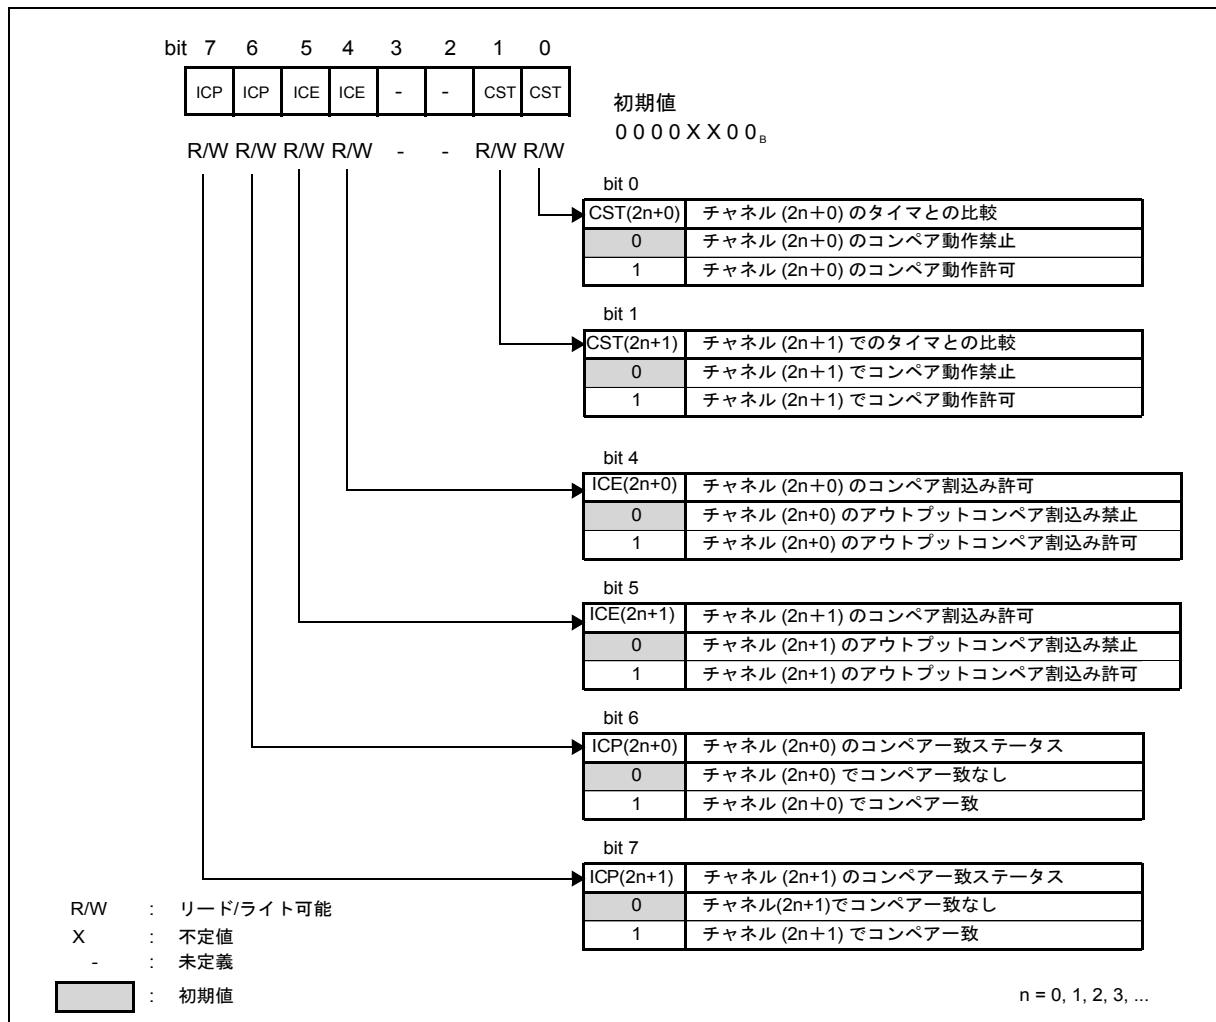 bit 7 6 5 4 3 2 1 0
ICP ICP ICE ICE - - CST CST
初期値
0 0 0 0 X X 0 0 B
R/W R/W R/W R/W - - R/W R/W
bit 0
CST(2n+0) チャネル (2n＋0) のタイマとの比較
0 チャネル (2n＋0) のコンペア動作禁止
1 チャネル (2n＋0) のコンペア動作許可
bit 1
CST(2n+1) チャネル (2n＋1) でのタイマとの比較
0 チャネル (2n＋1) でコンペア動作禁止
1 チャネル (2n＋1) でコンペア動作許可
bit 4
ICE(2n+0) チャネル (2n＋0) のコンペア割込み許可
0 チャネル (2n+0) のアウトプットコンペア割込み禁止
1 チャネル (2n+0) のアウトプットコンペア割込み許可
bit 5
ICE(2n+1) チャネル (2n＋1) のコンペア割込み許可
0 チャネル (2n+1) のアウトプットコンペア割込み禁止
1 チャネル (2n+1) のアウトプットコンペア割込み許可
bit 6
ICP(2n+0) チャネル (2n+0) のコンペア一致ステータス
0 チャネル (2n+0) でコンペア一致なし
1 チャネル (2n＋0) でコンペア一致
bit 7
ICP(2n+1) チャネル (2n+1) のコンペア一致ステータス
0 チャネル(2n+1)でコンペア一致なし
1 チャネル (2n＋1) でコンペア一致
R/W : リード/ライト可能
X : 不定値
- : 未定義
: 初期値
n = 0, 1, 2, 3, ...